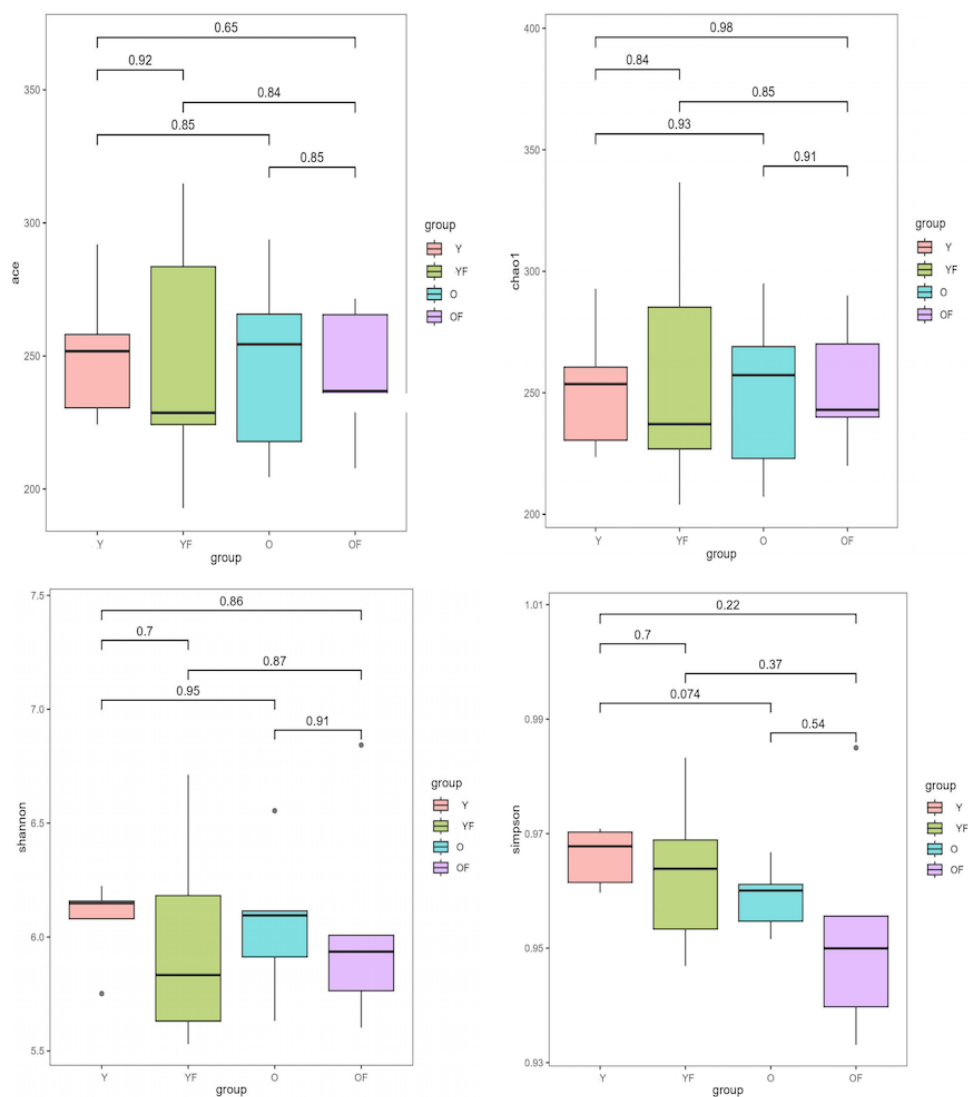 0.65
0.92
0.84
0.85
0.85
350
300
250
200
ace
Y
YF
O
OF
group
group
Y
YF
O
OF
0.98
0.84
0.85
0.93
0.91
400
350
300
250
200
chao1
Y
YF
O
OF
group
group
Y
YF
O
OF
0.86
0.7
0.87
0.95
0.91
7.5
7.0
6.5
6.0
5.5
shannon
Y
YF
O
OF
group
group
Y
YF
O
OF
0.22
0.7
0.37
0.074
0.54
1.01
0.99
0.97
0.95
0.93
simpson
Y
YF
O
OF
group
group
Y
YF
O
OF